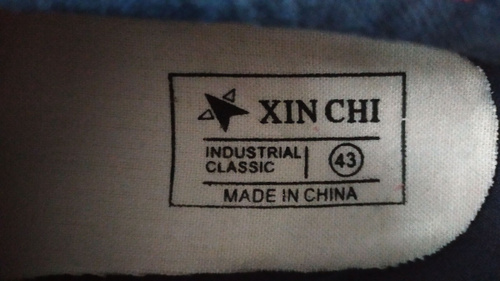 XIN CHI
INDUSTRIAL
CLASSIC
43
MADE IN CHINA